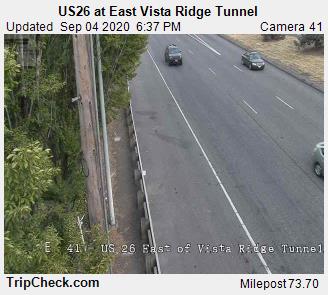 US26 at East Vista Ridge Tunnel
Updated Sep 04 2020 6:37 PM Camera 41
E 41 US 26 East of Vista Ridge Tunnel
TripCheck.com Milepost 73.70